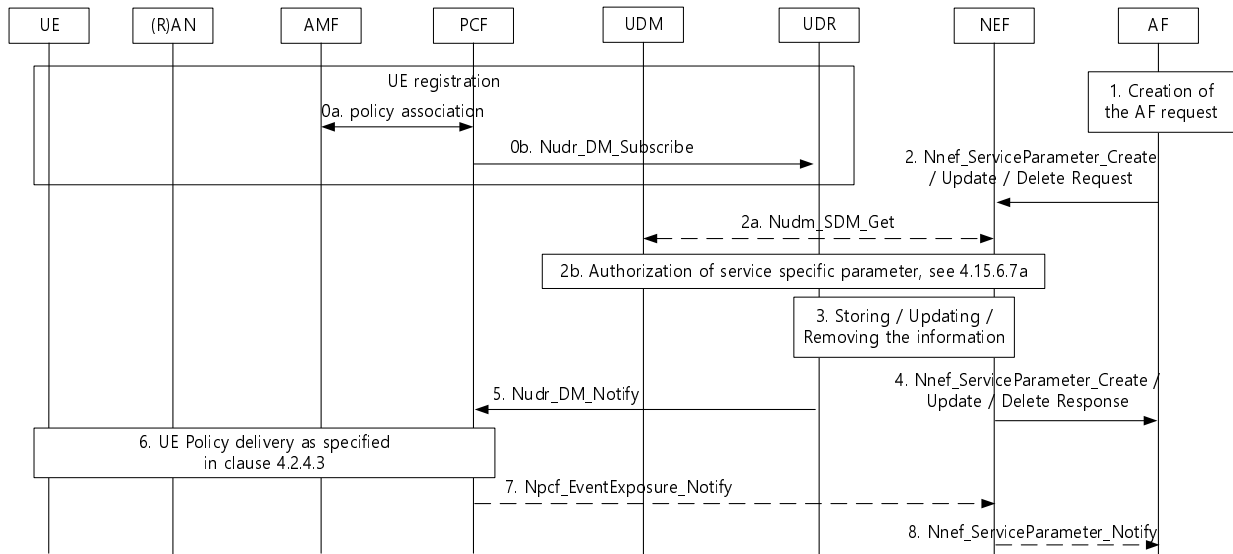 UE
(R)AN
AMF
PCF
UDM
UDR
NEF
AF
UE registration
0a. policy association
0b. Nudr_DM_Subscribe
1. Creation of
the AF request
2. Nnef_ServiceParameter_Create
/ Update / Delete Request
2a. Nudm_SDM_Get
2b. Authorization of service specific parameter, see 4.15.6.7a
3. Storing / Updating /
Removing the information
4. Nnef_ServiceParameter_Create /
Update / Delete Response
5. Nudr_DM_Notify
6. UE Policy delivery as specified
in clause 4.2.4.3
7. Npcf_EventExposure_Notify
8. Nnef_ServiceParameter_Notify